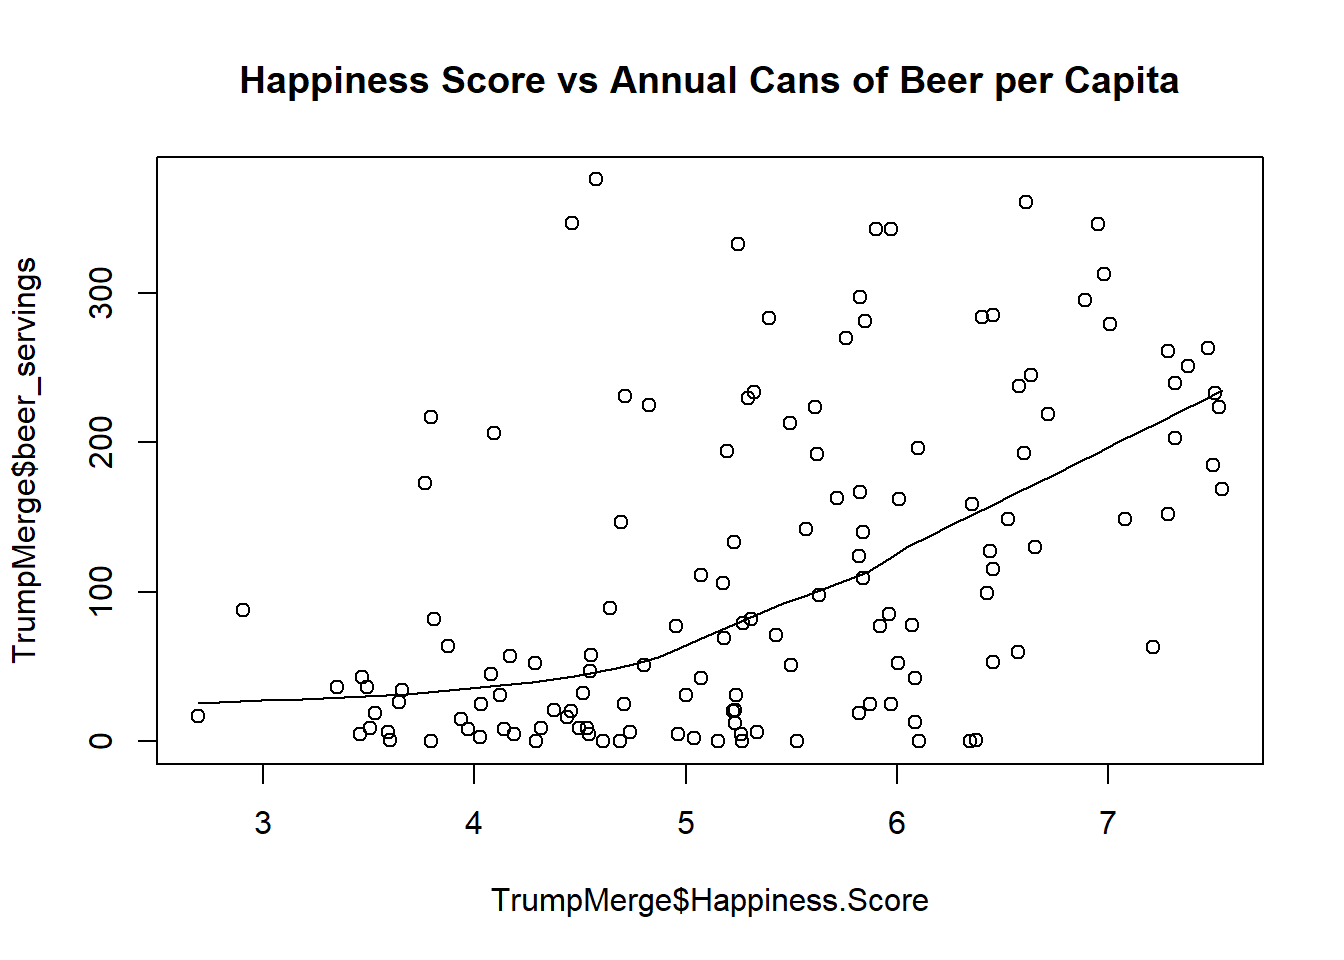 Happiness Score vs Annual Cans of Beer per Capita
TrumpMerge$beer_servings
300
200
100
0
3 4 5 6 7
TrumpMerge$Happiness.Score